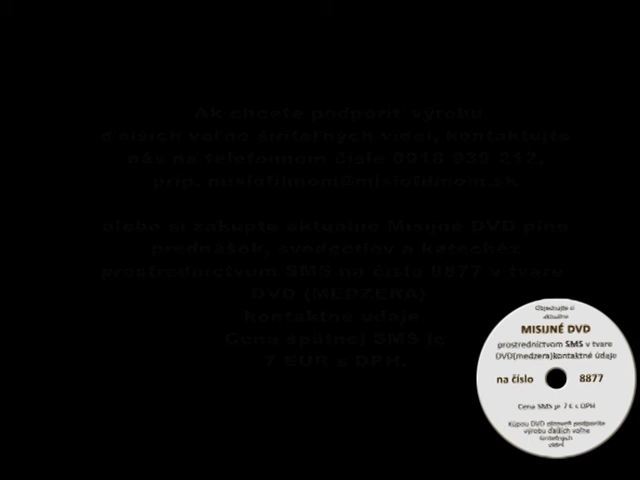 Ak chcete podporiť výrobu
ďalších voľne šíriteľných videí, kontaktujte
nás na telefónnom čísle
alebo si zakúpte aktuálne Misijné DVD plné
prednášok, svedectiev a katechéz
prostredníctvom SMS na číslo 8877 v tvare
DVD (MEDZERA)
kontaktné údaje.
Cena spätnej SMS je
7 EUR s DPH.
Objednajte si
aktuálne
MISIJNÉ DVD
prostredníctvom SMS v tvare
DVD(medzera)kontaktné údaje
na číslo 8877
Cena SMS je 7 € s DPH
Kúpou DVD zároveň podporíte
výrobu ďalších voľne
šíriteľných
videí